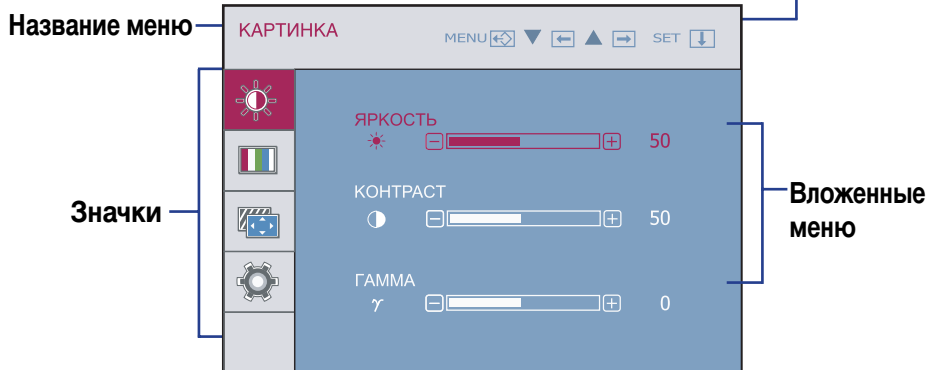 Название меню
КАРТИНКА
MENU SET
ЯРКОСТЬ
50
КОНТРАСТ
50
ГАММА
γ 0
Значки
Вложенные
меню